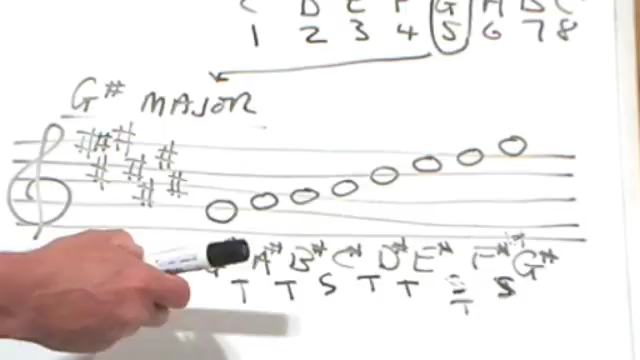 C D E F G A B C
1 2 3 4 5 6 7 8
G# MAJOR
G A# B# C# D# E# F# G#
T T S T T T S